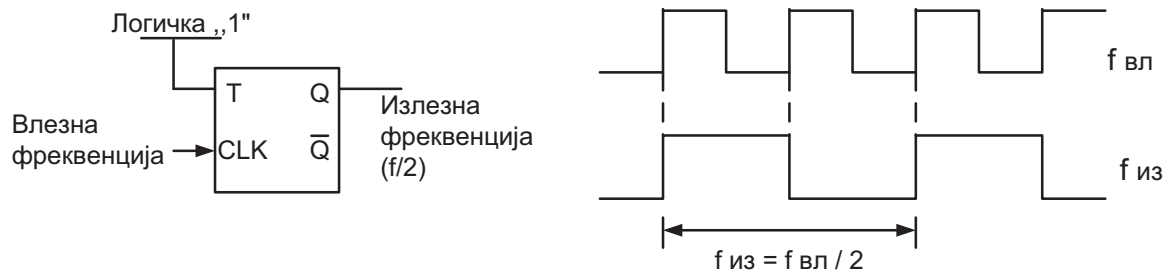 Логичка ,,1"
T
Q
CLK
Q̅
Влезна
фреквенција
Излезна
фреквенција
(f/2)
f вл
f из
f из = f вл / 2